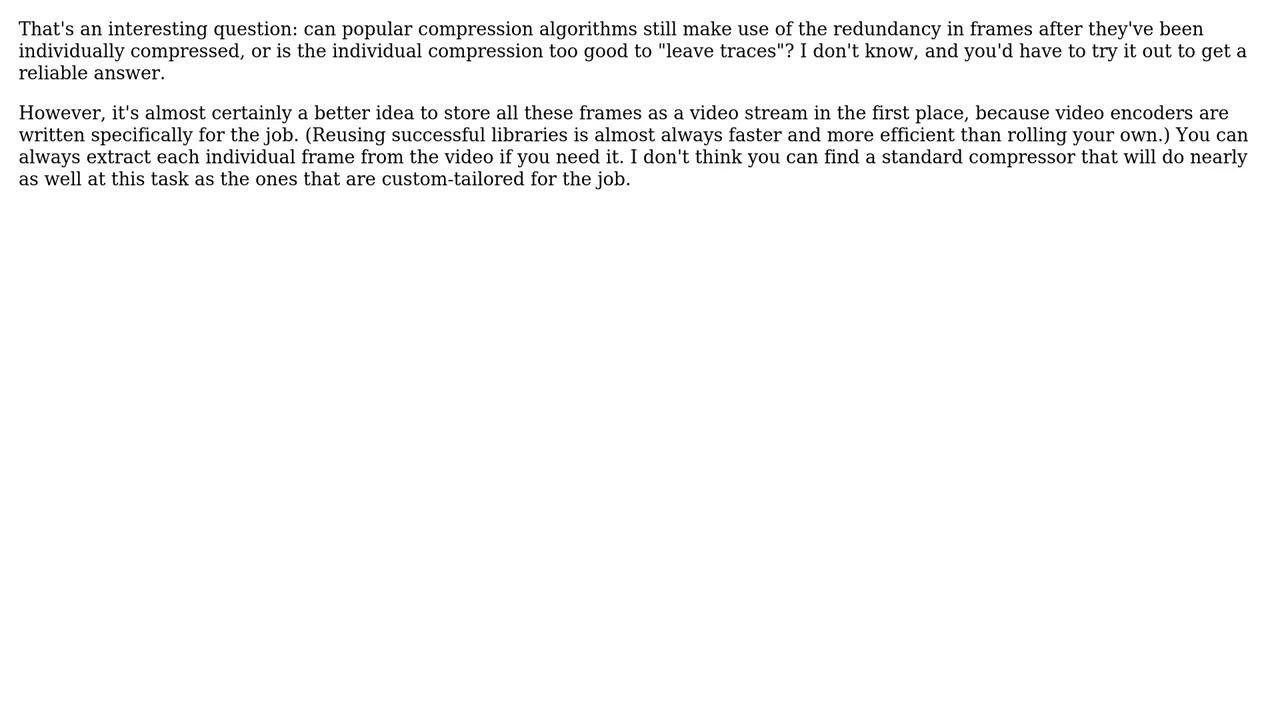 That's an interesting question: can popular compression algorithms still make use of the redundancy in frames after they've been
individually compressed, or is the individual compression too good to "leave traces"? I don't know, and you'd have to try it out to get a
reliable answer.
However, it's almost certainly a better idea to store all these frames as a video stream in the first place, because video encoders are
written specifically for the job. (Reusing successful libraries is almost always faster and more efficient than rolling your own.) You can
always extract each individual frame from the video if you need it. I don't think you can find a standard compressor that will do nearly
as well at this task as the ones that are custom-tailored for the job.